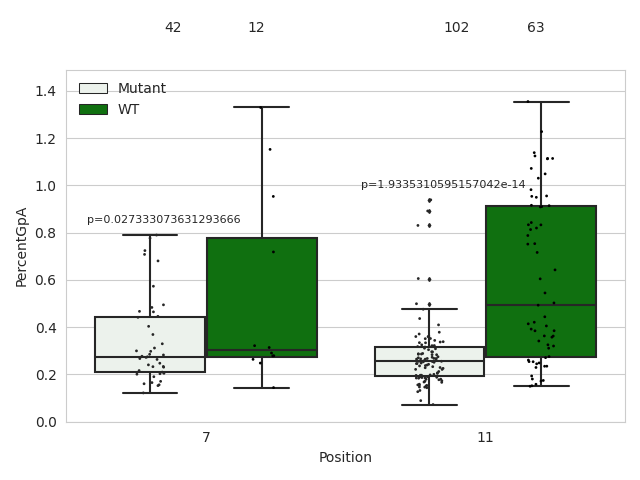 42 12 102 63
1.4
Mutant
WT
1.2
1.0
p=1.9335310595157042e-14
p=0.027333073631293666
0.8
PercentGpA
0.6
0.4
0.2
0.0
7 11
Position